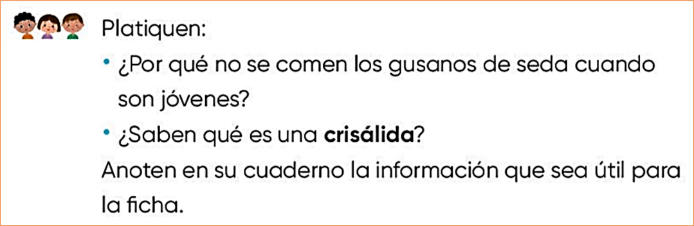 Platiquen:
• ¿Por qué no se comen los gusanos de seda cuando
son jóvenes?
• ¿Saben qué es una crisálida?
Anoten en su cuaderno la información que sea útil para
la ficha.